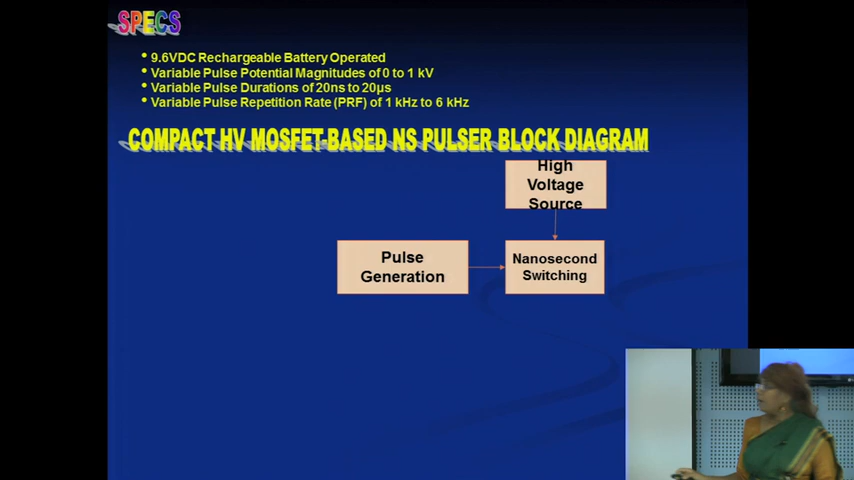 SPECS
• 9.6VDC Rechargeable Battery Operated
• Variable Pulse Potential Magnitudes of 0 to 1 kV
• Variable Pulse Durations of 20ns to 20µs
• Variable Pulse Repetition Rate (PRF) of 1 kHz to 6 kHz
COMPACT HV MOSFET-BASED NS PULSER BLOCK DIAGRAM
High
Voltage
Source
Pulse
Generation
Nanosecond
Switching